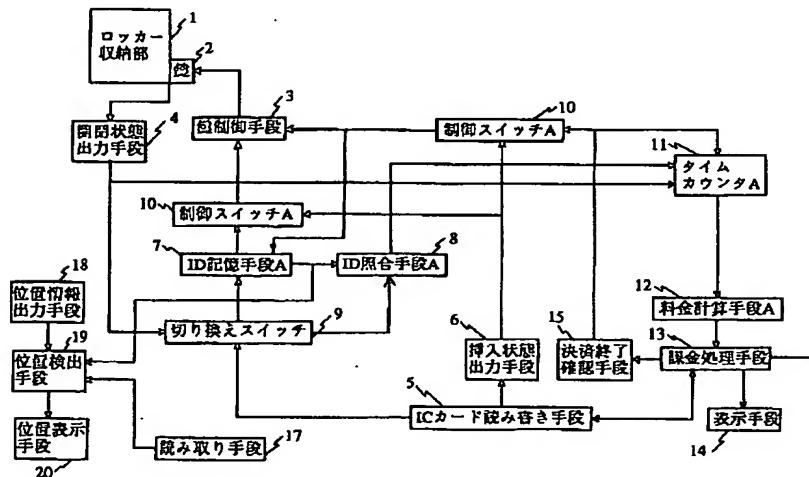 1
ロッカー
収納部
2
錠
3
錠制御手段
4
開閉状態
出力手段
10
制御スイッチA
11
タイム
カウンタA
10
制御スイッチA
7
ID記憶手段A
8
ID照合手段A
18
位置情報
出力手段
12
料金計算手段A
19
位置検出
手段
切り換えスイッチ
9
6
挿入状態
出力手段
15
決済終了
確認手段
13
課金処理手段
5
ICカード読み書き手段
位置表示
手段
20
読み取り手段
17
表示手段
14